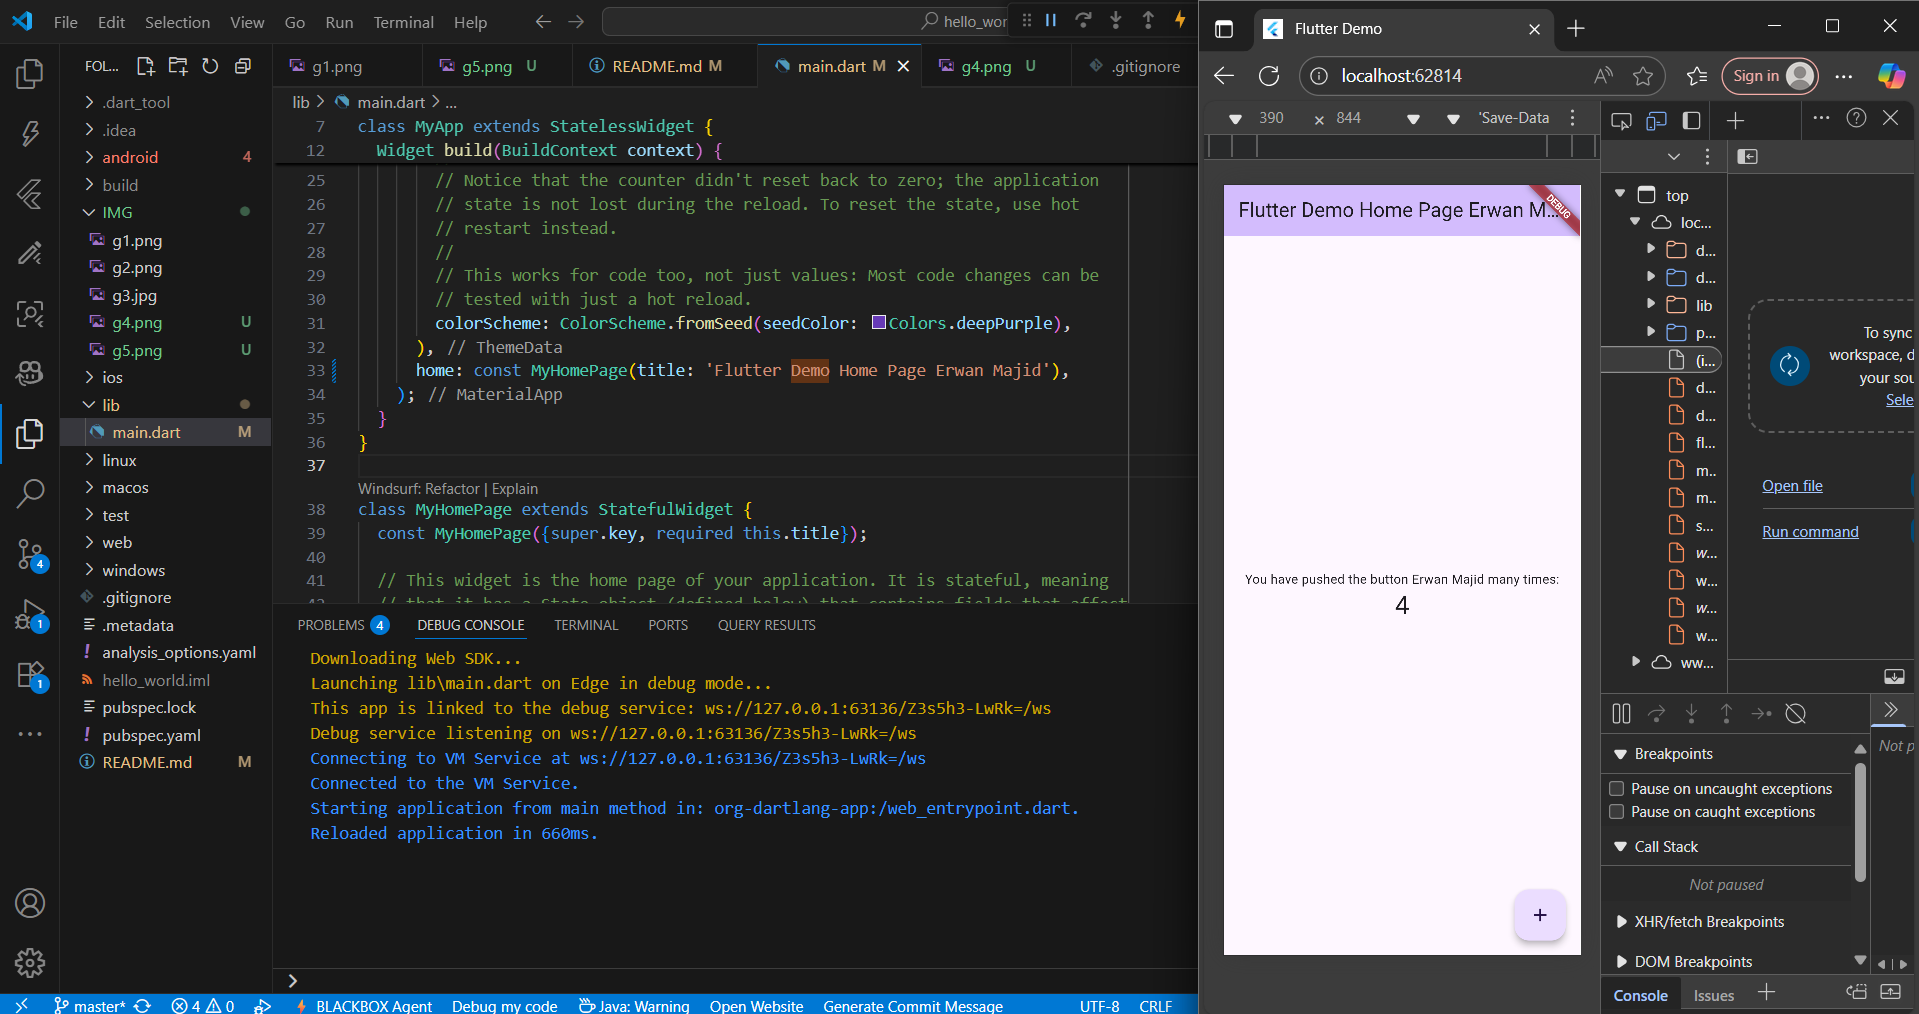 File Edit Selection View Go Run Terminal Help
hello_wor
FOL...
.dart_tool
.idea
android 4
build
IMG
g1.png
g2.png
g3.jpg
g4.png U
g5.png U
ios
lib
main.dart M
linux
macos
test
web
windows
.gitignore
.metadata
analysis_options.yaml
hello_world.iml
pubspec.lock
pubspec.yaml
README.md M
4
1
1
g1.png
g5.png U
README.md M
main.dart M
g4.png U
.gitignore
lib > main.dart > ...
7 class MyApp extends StatelessWidget {
12 Widget build(BuildContext context) {
25 // Notice that the counter didn't reset back to zero; the application
26 // state is not lost during the reload. To reset the state, use hot
27 // restart instead.
28 //
29 // This works for code too, not just values: Most code changes can be
30 // tested with just a hot reload.
31 colorScheme: ColorScheme.fromSeed(seedColor: Colors.deepPurple),
32 ), // ThemeData
33 home: const MyHomePage(title: 'Flutter Demo Home Page Erwan Majid'),
34 ); // MaterialApp
35 }
36 }
37
Windsurf: Refactor | Explain
38 class MyHomePage extends StatefulWidget {
39 const MyHomePage({super.key, required this.title});
40
41 // This widget is the home page of your application. It is stateful, meaning
42 // that it has a State object (defined below) that contains fields that affect
PROBLEMS 4 DEBUG CONSOLE TERMINAL PORTS QUERY RESULTS
Downloading Web SDK...
Launching lib\main.dart on Edge in debug mode...
This app is linked to the debug service: ws://127.0.0.1:63136/Z3s5h3-LwRk=/ws
Debug service listening on ws://127.0.0.1:63136/Z3s5h3-LwRk=/ws
Connecting to VM Service at ws://127.0.0.1:63136/Z3s5h3-LwRk=/ws
Connected to the VM Service.
Starting application from main method in: org-dartlang-app:/web_entrypoint.dart.
Reloaded application in 660ms.
>
master* 4 0 BLACKBOX Agent Debug my code Java: Warning Open Website Generate Commit Message UTF-8 CRLF
Flutter Demo
localhost:62814
Sign in
390 × 844 'Save-Data
Flutter Demo Home Page Erwan M...
DEBUG
You have pushed the button Erwan Majid many times:
4
+
top
loc...
d...
d...
lib
p...
(i...
d...
d...
fl...
m...
m...
s...
w...
w...
w...
w...
ww...
To sync
workspace, d
your sou
Sele
Open file
Run command
Breakpoints
Pause on uncaught exceptions
Pause on caught exceptions
Call Stack
Not paused
XHR/fetch Breakpoints
DOM Breakpoints
Not p
Console Issues